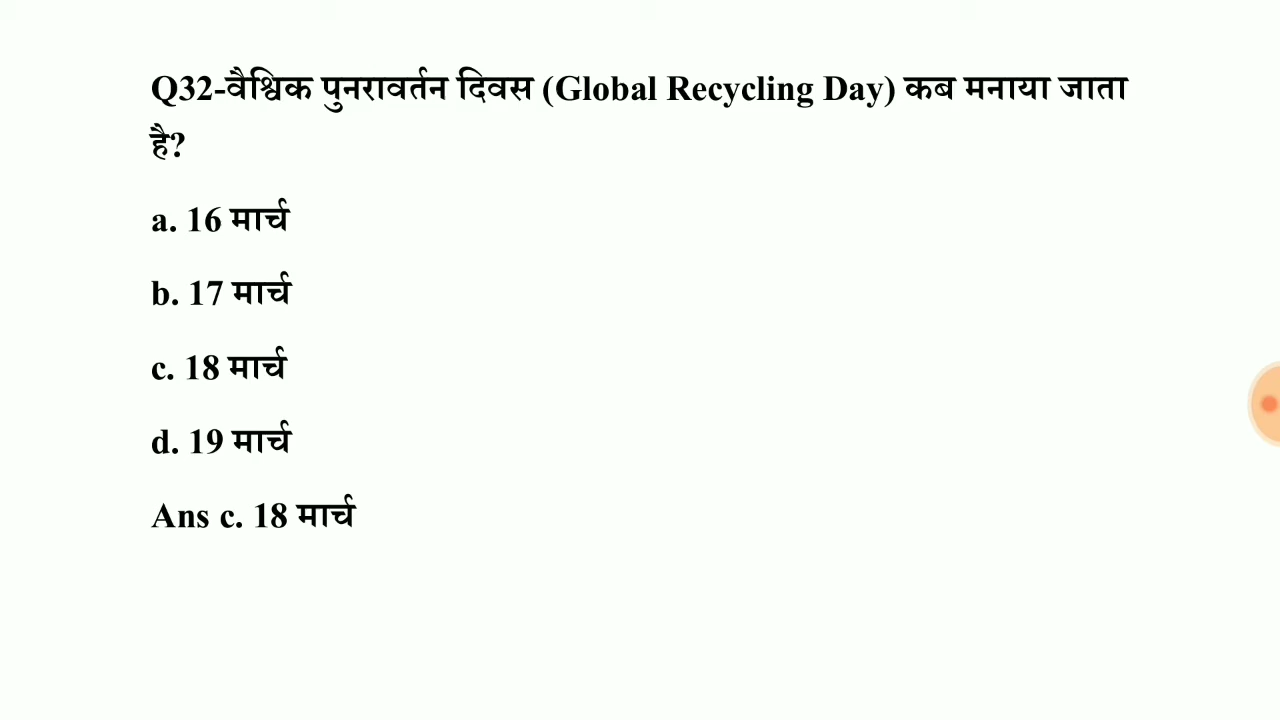 Q32-वैश्विक पुनरावर्तन दिवस (Global Recycling Day) कब मनाया जाता
है?
a. 16 मार्च
b. 17 मार्च
c. 18 मार्च
d. 19 मार्च
Ans c. 18 मार्च